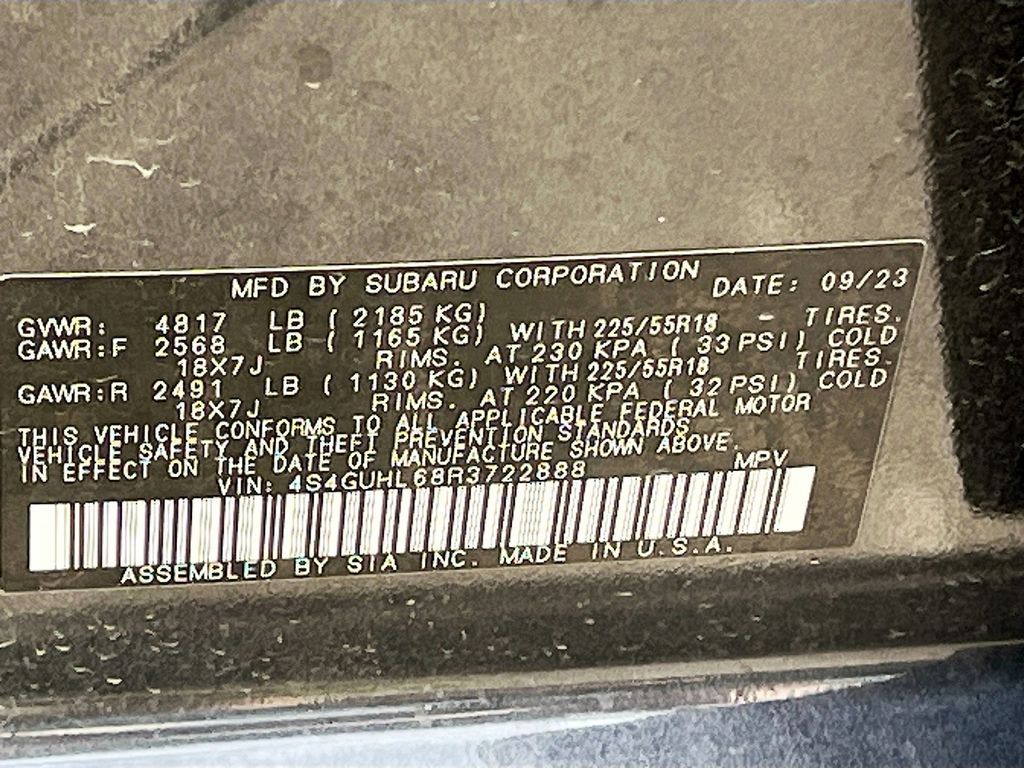 MFD BY SUBARU CORPORATION DATE: 09/23
GVWR: 4817 LB ( 2185 KG)
GAWR:F 2568 LB ( 1165 KG) WITH 225/55R18 - TIRES.
18X7J RIMS. AT 230 KPA ( 33 PSI) COLD
GAWR:R 2491 LB ( 1130 KG) WITH 225/55R18 TIRES.
18X7J RIMS. AT 220 KPA ( 32 PSI) COLD
THIS VEHICLE CONFORMS TO ALL APPLICABLE FEDERAL MOTOR
VEHICLE SAFETY AND THEFT PREVENTION STANDARDS
IN EFFECT ON THE DATE OF MANUFACTURE SHOWN ABOVE.
VIN: 4S4GUHL68R3722888 MPV
ASSEMBLED BY SIA INC. MADE IN U.S.A.